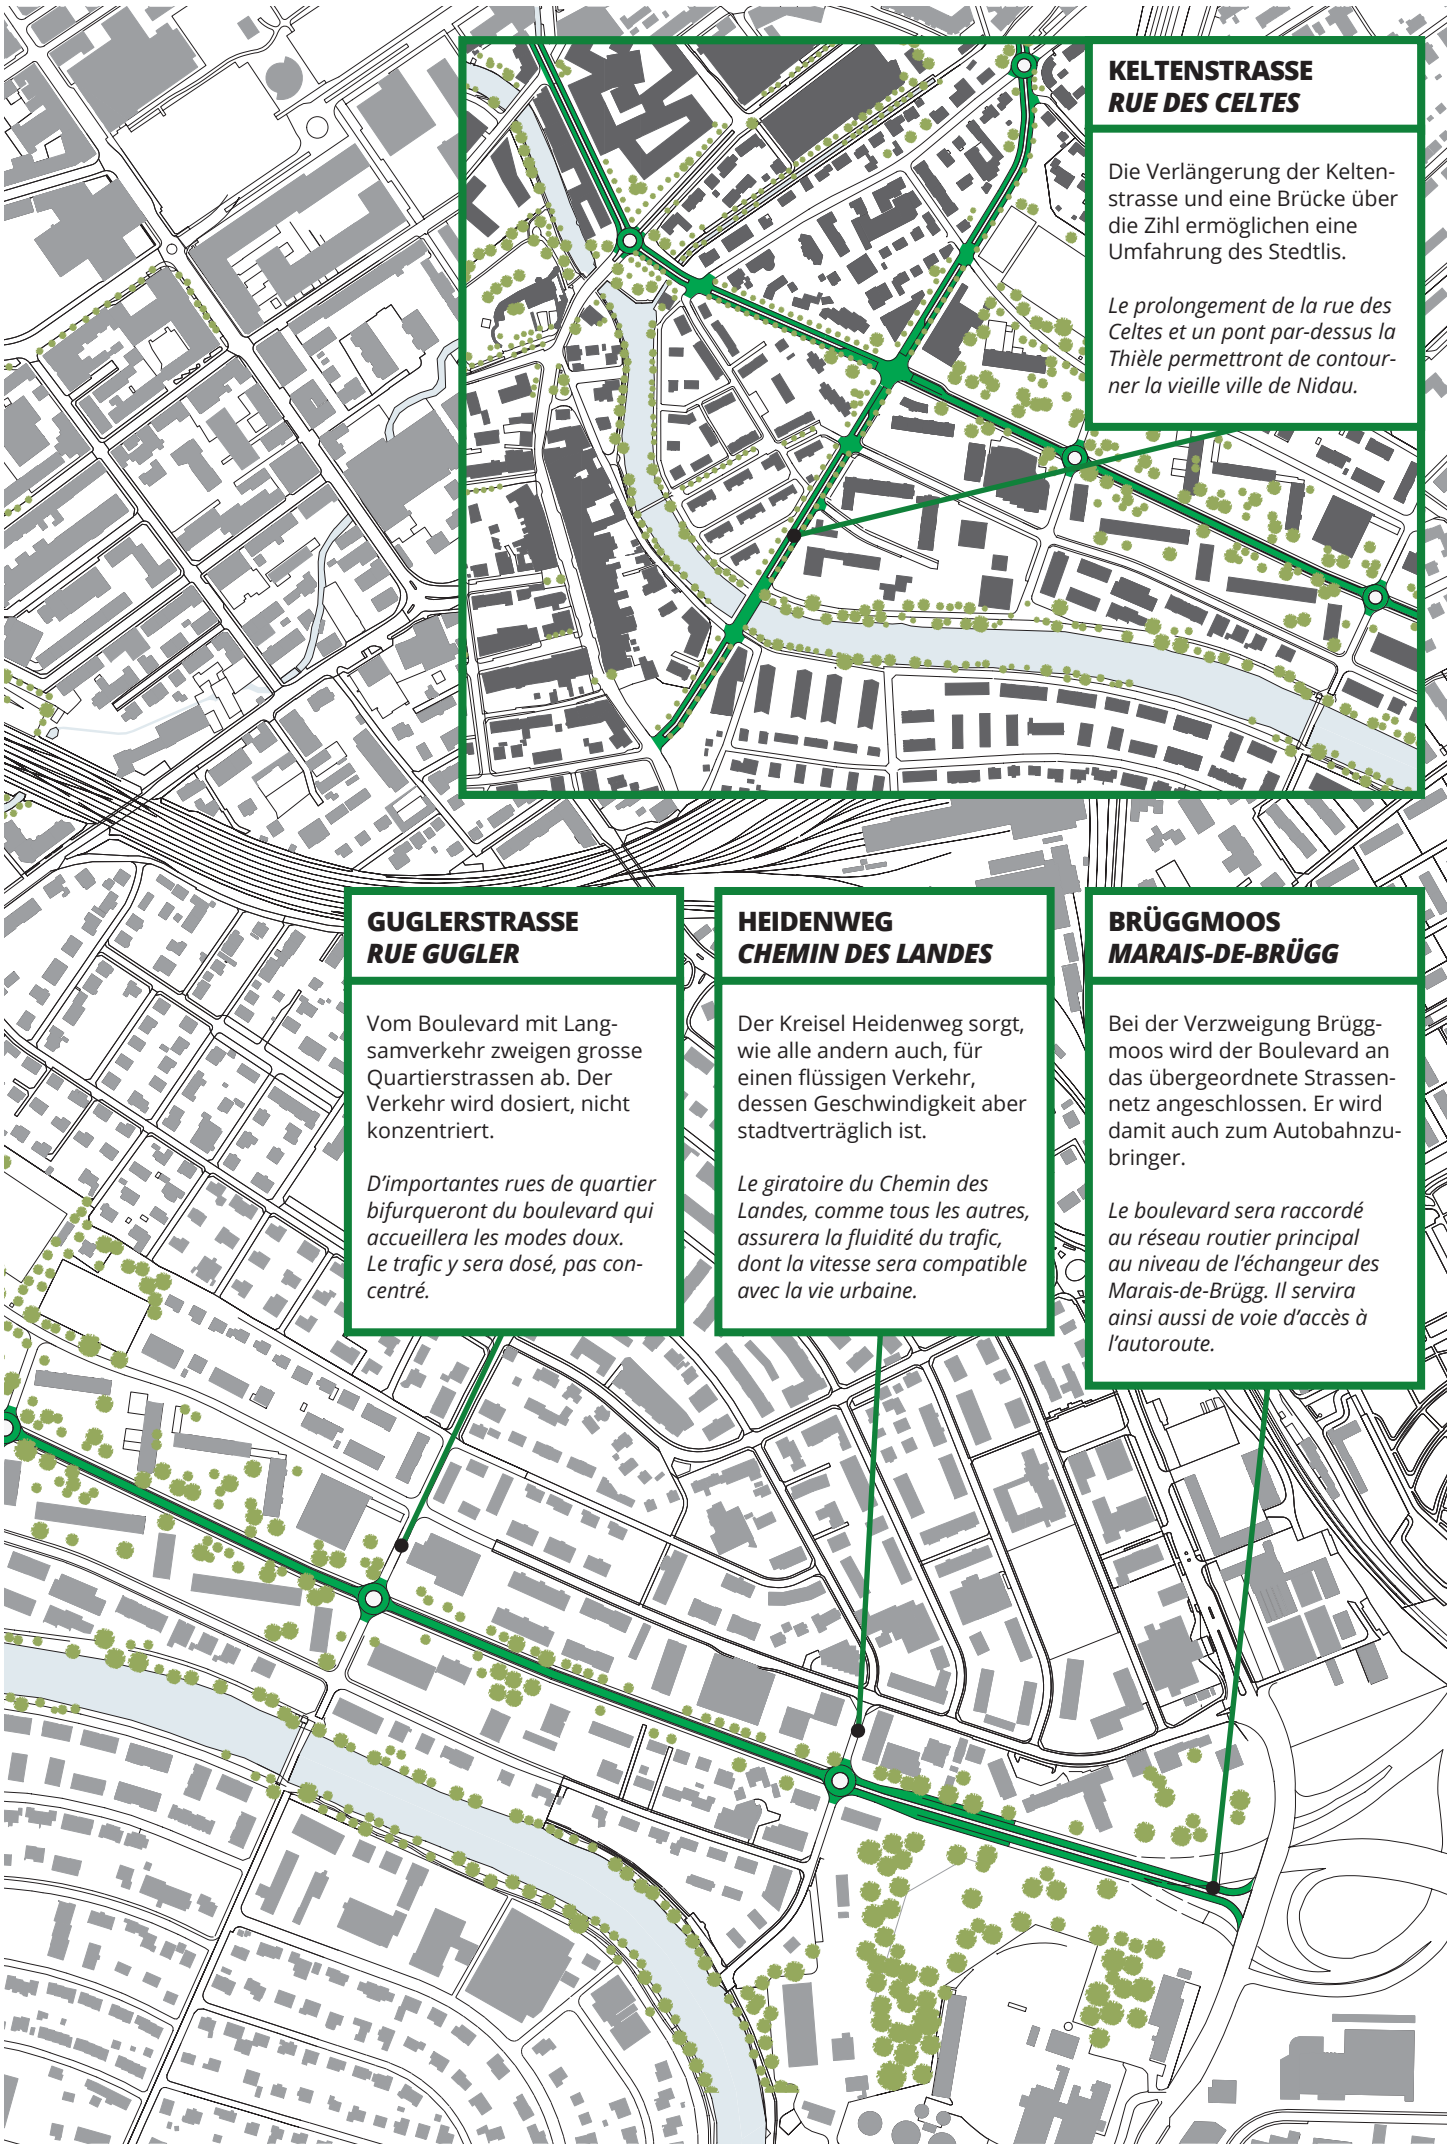 KELTENSTRASSE
RUE DES CELTES
Die Verlängerung der Kelten-
strasse und eine Brücke über
die Zihl ermöglichen eine
Umfahrung des Stedtlis.
Le prolongement de la rue des
Celtes et un pont par-dessus la
Thièle permettront de contour-
ner la vieille ville de Nidau.
GUGLERSTRASSE
RUE GUGLER
Vom Boulevard mit Lang-
samverkehr zweigen grosse
Quartierstrassen ab. Der
Verkehr wird dosiert, nicht
konzentriert.
D’importantes rues de quartier
bifurqueront du boulevard qui
accueillera les modes doux.
Le trafic y sera dosé, pas con-
centré.
HEIDENWEG
CHEMIN DES LANDES
Der Kreisel Heidenweg sorgt,
wie alle andern auch, für
einen flüssigen Verkehr,
dessen Geschwindigkeit aber
stadtverträglich ist.
Le giratoire du Chemin des
Landes, comme tous les autres,
assurera la fluidité du trafic,
dont la vitesse sera compatible
avec la vie urbaine.
BRÜGGMOOS
MARAIS-DE-BRÜGG
Bei der Verzweigung Brügg-
moos wird der Boulevard an
das übergeordnete Strassen-
netz angeschlossen. Er wird
damit auch zum Autobahnzu-
bringer.
Le boulevard sera raccordé
au réseau routier principal
au niveau de l’échangeur des
Marais-de-Brügg. Il servira
ainsi aussi de voie d’accès à
l’autoroute.